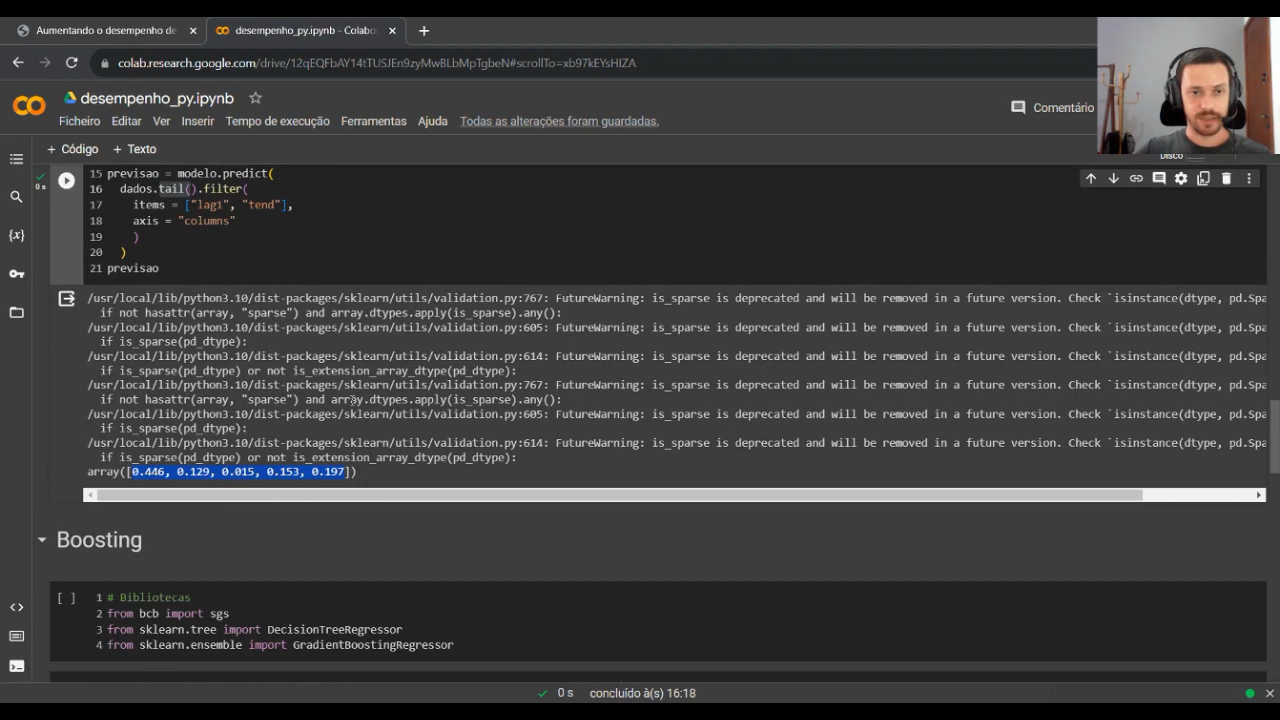 Aumentando o desempenho de
desempenho_py.ipynb - Colabo
colab.research.google.com/drive/12qEQFbAY14tTUSJEn9zyMwBLbMpTgbeN#scrollTo=xb97kEYsHIZA
desempenho_py.ipynb
Comentário
Ficheiro Editar Ver Inserir Tempo de execução Ferramentas Ajuda Todas as alterações foram guardadas.
+ Código + Texto
Disco
0 s
15 previsao = modelo.predict(
16 dados.tail().filter(
17 items = ["lag1", "tend"],
18 axis = "columns"
19 )
20 )
21 previsao
/usr/local/lib/python3.10/dist-packages/sklearn/utils/validation.py:767: FutureWarning: is_sparse is deprecated and will be removed in a future version. Check `isinstance(dtype, pd.Spa
if not hasattr(array, "sparse") and array.dtypes.apply(is_sparse).any():
/usr/local/lib/python3.10/dist-packages/sklearn/utils/validation.py:605: FutureWarning: is_sparse is deprecated and will be removed in a future version. Check `isinstance(dtype, pd.Spa
if is_sparse(pd_dtype):
/usr/local/lib/python3.10/dist-packages/sklearn/utils/validation.py:614: FutureWarning: is_sparse is deprecated and will be removed in a future version. Check `isinstance(dtype, pd.Spa
if is_sparse(pd_dtype) or not is_extension_array_dtype(pd_dtype):
/usr/local/lib/python3.10/dist-packages/sklearn/utils/validation.py:767: FutureWarning: is_sparse is deprecated and will be removed in a future version. Check `isinstance(dtype, pd.Spa
if not hasattr(array, "sparse") and array.dtypes.apply(is_sparse).any():
/usr/local/lib/python3.10/dist-packages/sklearn/utils/validation.py:605: FutureWarning: is_sparse is deprecated and will be removed in a future version. Check `isinstance(dtype, pd.Spa
if is_sparse(pd_dtype):
/usr/local/lib/python3.10/dist-packages/sklearn/utils/validation.py:614: FutureWarning: is_sparse is deprecated and will be removed in a future version. Check `isinstance(dtype, pd.Spa
if is_sparse(pd_dtype) or not is_extension_array_dtype(pd_dtype):
array([0.446, 0.129, 0.015, 0.153, 0.197])
Boosting
[ ] 1 # Bibliotecas
2 from bcb import sgs
3 from sklearn.tree import DecisionTreeRegressor
4 from sklearn.ensemble import GradientBoostingRegressor
0 s concluído à(s) 16:18